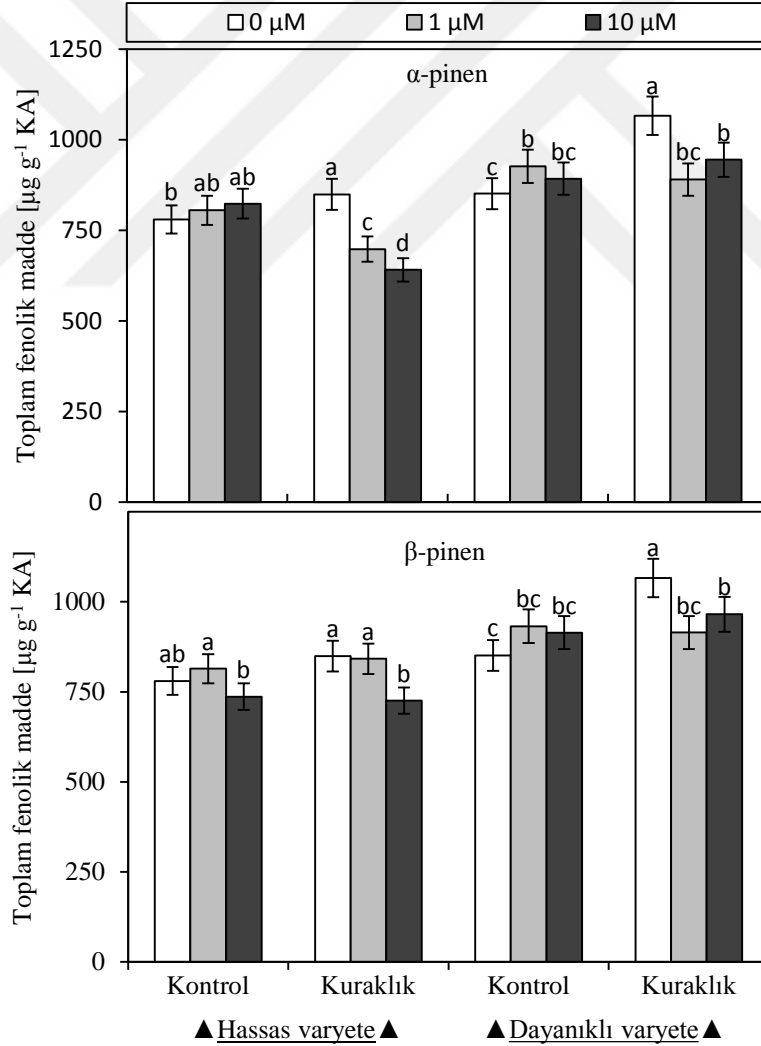 0 µM 1 µM 10 µM
Toplam fenolik madde [µg g⁻¹ KA]
1250
1000
750
500
250
0
α-pinen
b ab ab a c d c b bc a bc b
Toplam fenolik madde [µg g⁻¹ KA]
1000
750
500
250
0
β-pinen
ab a b a a b c bc bc a bc b
Kontrol Kuraklık Kontrol Kuraklık
▲Hassas varyete▲ ▲Dayanıklı varyete▲